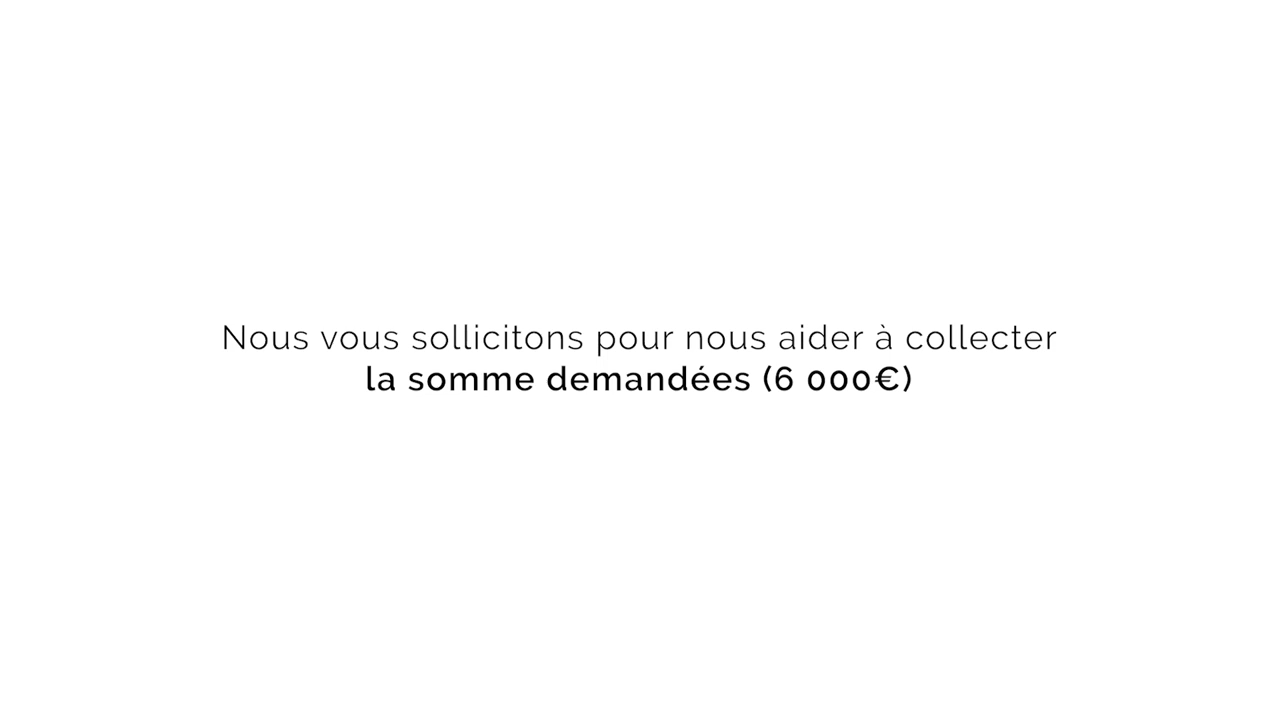 Nous vous sollicitons pour nous aider à collecter
la somme demandées (6 000€)